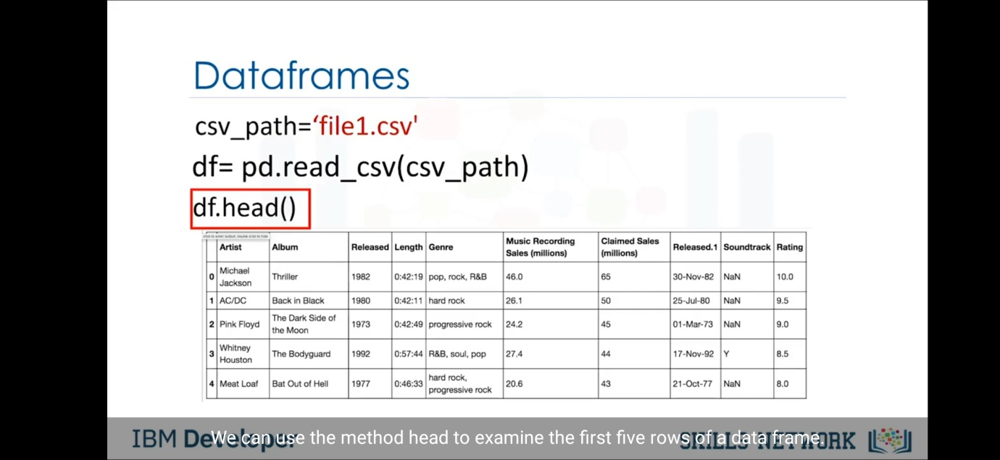 Dataframes
csv_path=‘file1.csv'
df= pd.read_csv(csv_path)
df.head()
click to scroll output; double click to hide
Artist Album Released Length Genre Music Recording Sales (millions) Claimed Sales (millions) Released.1 Soundtrack Rating
0 Michael Jackson Thriller 1982 0:42:19 pop, rock, R&B 46.0 65 30-Nov-82 NaN 10.0
1 AC/DC Back in Black 1980 0:42:11 hard rock 26.1 50 25-Jul-80 NaN 9.5
2 Pink Floyd The Dark Side of the Moon 1973 0:42:49 progressive rock 24.2 45 01-Mar-73 NaN 9.0
3 Whitney Houston The Bodyguard 1992 0:57:44 R&B, soul, pop 27.4 44 17-Nov-92 Y 8.5
4 Meat Loaf Bat Out of Hell 1977 0:46:33 hard rock, progressive rock 20.6 43 21-Oct-77 NaN 8.0
We can use the method head to examine the first five rows of a data frame.
IBM Developer
SKILLS NETWORK